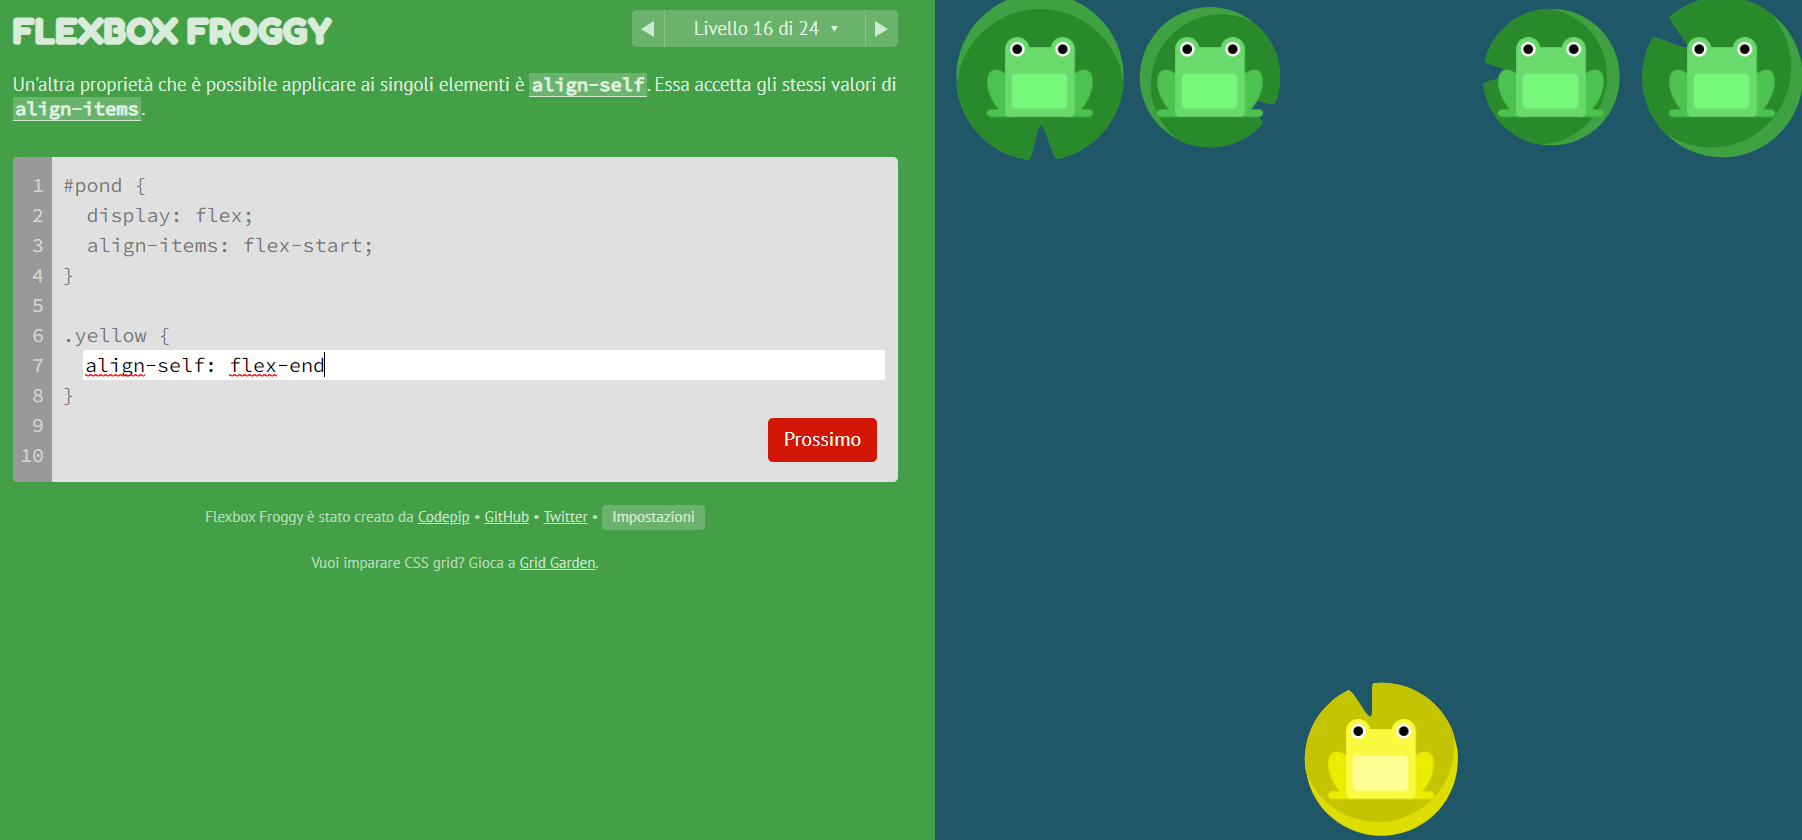 FLEXBOX FROGGY
Livello 16 di 24
Un'altra proprietà che è possibile applicare ai singoli elementi è align-self. Essa accetta gli stessi valori di
align-items.
1 #pond {
2 display: flex;
3 align-items: flex-start;
4 }
5
6 .yellow {
7 align-self: flex-end
8 }
9
10
Prossimo
Flexbox Froggy è stato creato da Codepip • GitHub • Twitter • Impostazioni
Vuoi imparare CSS grid? Gioca a Grid Garden.